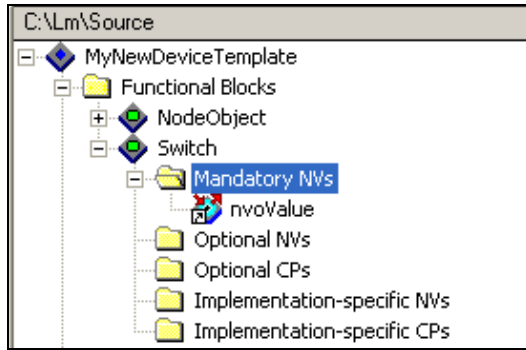 C:\Lm\Source
MyNewDeviceTemplate
Functional Blocks
NodeObject
Switch
Mandatory NVs
nvoValue
Optional NVs
Optional CPs
Implementation-specific NVs
Implementation-specific CPs